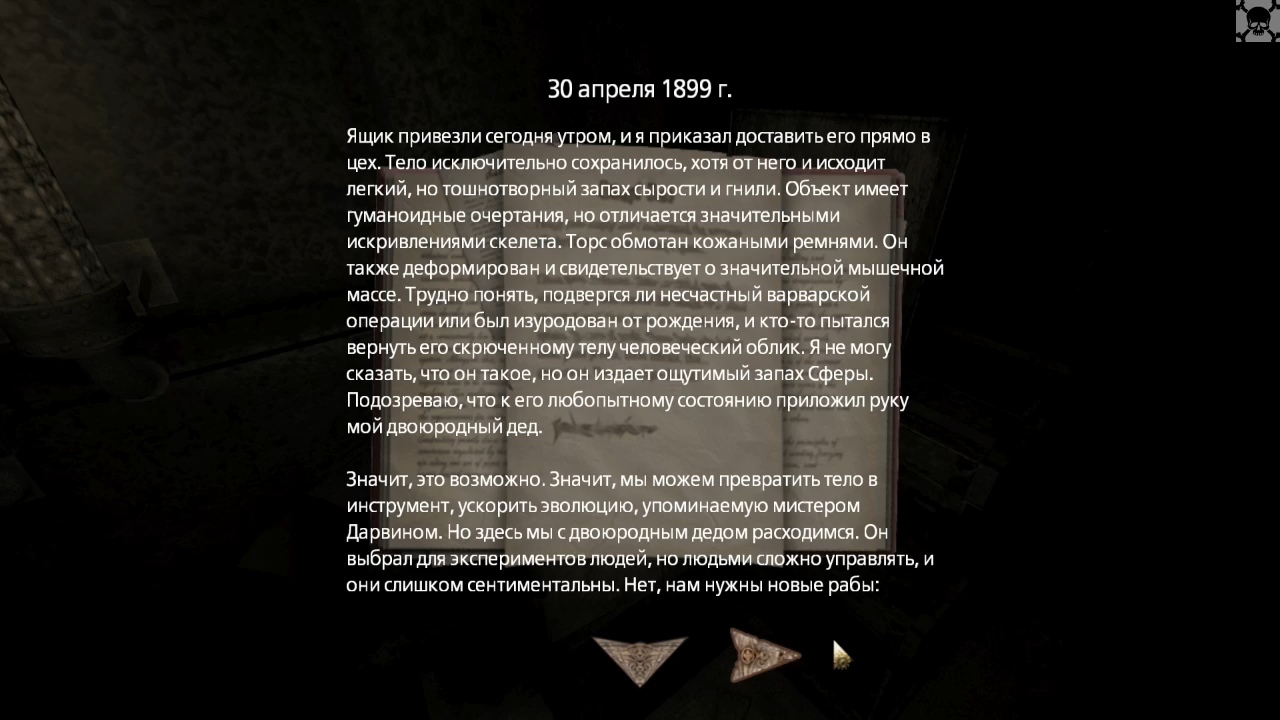 30 апреля 1899 г.
Ящик привезли сегодня утром, и я приказал доставить его прямо в
цех. Тело исключительно сохранилось, хотя от него и исходит
легкий, но тошнотворный запах сырости и гнили. Объект имеет
гуманоидные очертания, но отличается значительными
искривлениями скелета. Торс обмотан кожаными ремнями. Он
также деформирован и свидетельствует о значительной мышечной
массе. Трудно понять, подвергся ли несчастный варварской
операции или был изуродован от рождения, и кто-то пытался
вернуть его скрюченному телу человеческий облик. Я не могу
сказать, что он такое, но он издает ощутимый запах Сферы.
Подозреваю, что к его любопытному состоянию приложил руку
мой двоюродный дед.
Значит, это возможно. Значит, мы можем превратить тело в
инструмент, ускорить эволюцию, упоминаемую мистером
Дарвином. Но здесь мы с двоюродным дедом расходимся. Он
выбрал для экспериментов людей, но людьми сложно управлять, и
они слишком сентиментальны. Нет, нам нужны новые рабы: